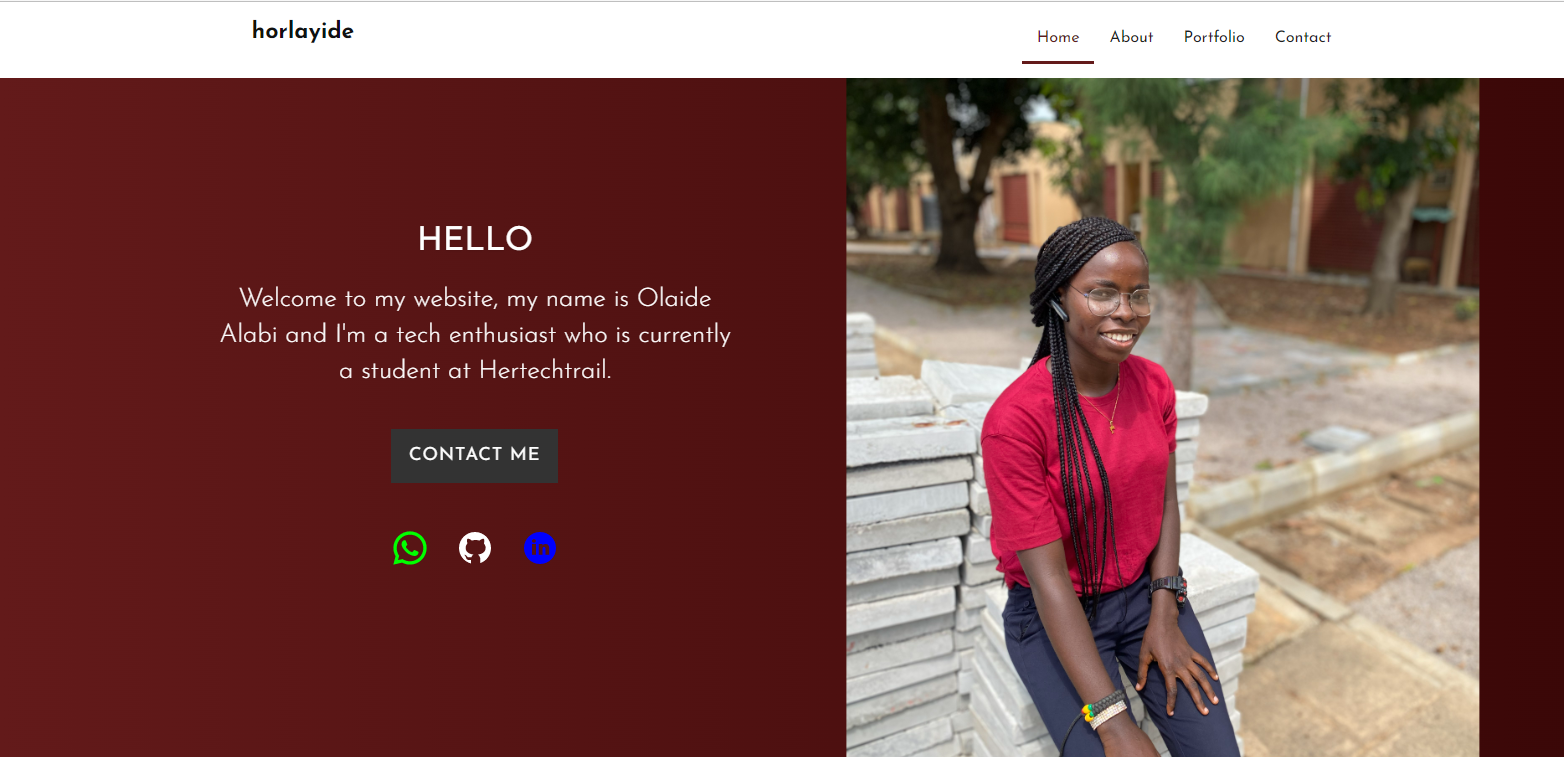 horlayide
Home About Portfolio Contact
HELLO
Welcome to my website, my name is Olaide
Alabi and I'm a tech enthusiast who is currently
a student at Hertechtrail.
CONTACT ME
in